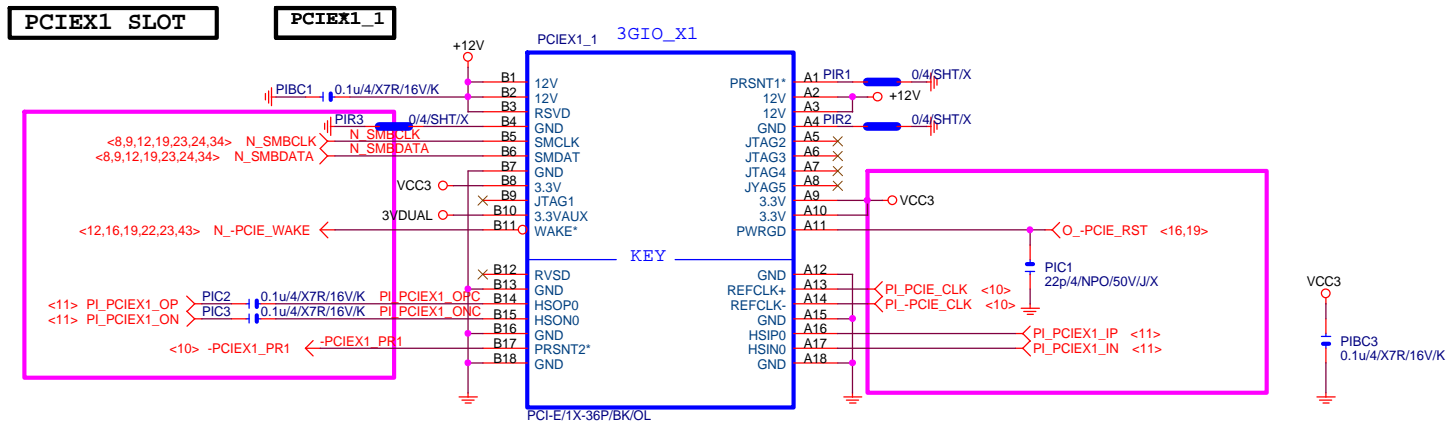 PCIEX1 SLOT
PCIEX1_1
PCIEX1_1
3GIO_X1
+12V
PIBC1 0.1u/4/X7R/16V/K
PIR3 0/4/SHT/X
<8,9,12,19,23,24,34> N_SMBCLK N_SMBCLK
<8,9,12,19,23,24,34> N_SMBDATA N_SMBDATA
VCC3
3VDUAL
<12,16,19,22,23,43> N_-PCIE_WAKE
<11> PI_PCIEX1_OP PIC2 0.1u/4/X7R/16V/K PI_PCIEX1_OPC
<11> PI_PCIEX1_ON PIC3 0.1u/4/X7R/16V/K PI_PCIEX1_ONC
<10> -PCIEX1_PR1 -PCIEX1_PR1
B1 12V
B2 12V
B3 RSVD
B4 GND
B5 SMCLK
B6 SMDAT
B7 GND
B8 3.3V
B9 JTAG1
B10 3.3VAUX
B11 WAKE*
KEY
B12 RVSD
B13 GND
B14 HSOP0
B15 HSON0
B16 GND
B17 PRSNT2*
B18 GND
PRSNT1* A1
12V A2
12V A3
GND A4
JTAG2 A5
JTAG3 A6
JTAG4 A7
JYAG5 A8
3.3V A9
3.3V A10
PWRGD A11
GND A12
REFCLK+ A13
REFCLK- A14
GND A15
HSIP0 A16
HSIN0 A17
GND A18
PCI-E/1X-36P/BK/OL
PIR1 0/4/SHT/X
+12V
PIR2 0/4/SHT/X
VCC3
O_-PCIE_RST <16,19>
PIC1
22p/4/NPO/50V/J/X
PI_PCIE_CLK <10>
PI_-PCIE_CLK <10>
PI_PCIEX1_IP <11>
PI_PCIEX1_IN <11>
VCC3
PIBC3
0.1u/4/X7R/16V/K